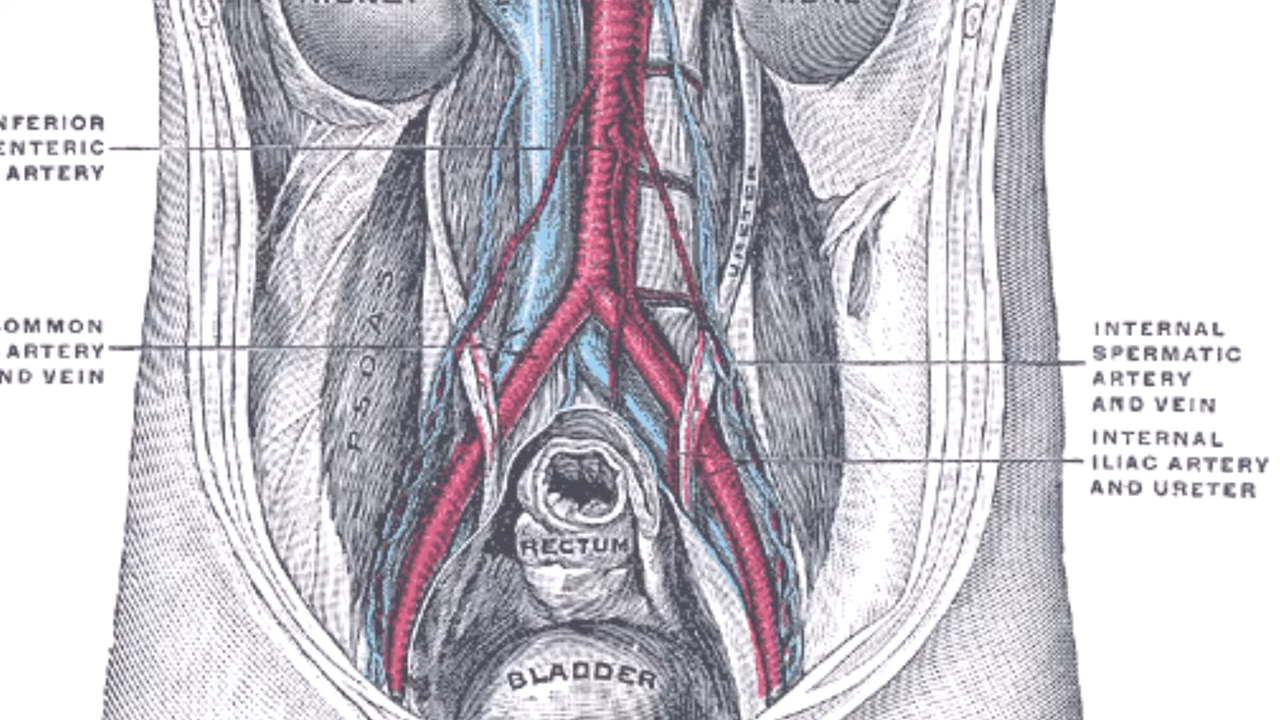 NFERIOR
ENTERIC
ARTERY
OMMON
ARTERY
ND VEIN
PSOAS
URETER
RECTUM
BLADDER
INTERNAL
SPERMATIC
ARTERY
AND VEIN
INTERNAL
ILIAC ARTERY
AND URETER